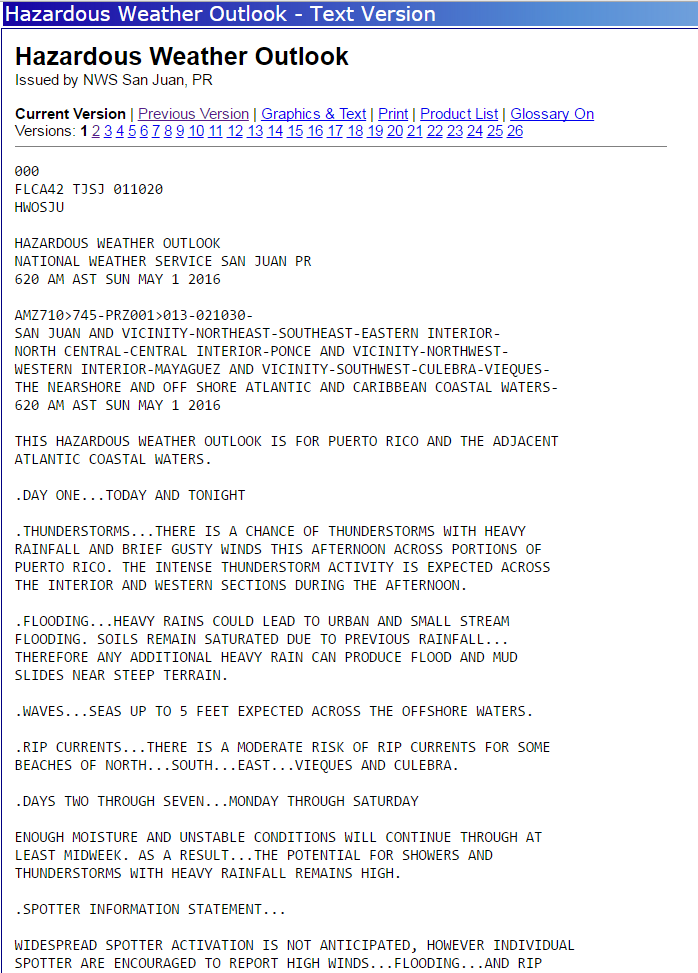 Hazardous Weather Outlook - Text Version
Hazardous Weather Outlook
Issued by NWS San Juan, PR
Current Version | Previous Version | Graphics & Text | Print | Product List | Glossary On
Versions: 1 2 3 4 5 6 7 8 9 10 11 12 13 14 15 16 17 18 19 20 21 22 23 24 25 26
000
FLCA42 TJSJ 011020
HWOSJU
HAZARDOUS WEATHER OUTLOOK
NATIONAL WEATHER SERVICE SAN JUAN PR
620 AM AST SUN MAY 1 2016
AMZ710>745-PRZ001>013-021030-
SAN JUAN AND VICINITY-NORTHEAST-SOUTHEAST-EASTERN INTERIOR-
NORTH CENTRAL-CENTRAL INTERIOR-PONCE AND VICINITY-NORTHWEST-
WESTERN INTERIOR-MAYAGUEZ AND VICINITY-SOUTHWEST-CULEBRA-VIEQUES-
THE NEARSHORE AND OFF SHORE ATLANTIC AND CARIBBEAN COASTAL WATERS-
620 AM AST SUN MAY 1 2016
THIS HAZARDOUS WEATHER OUTLOOK IS FOR PUERTO RICO AND THE ADJACENT
ATLANTIC COASTAL WATERS.
.DAY ONE...TODAY AND TONIGHT
.THUNDERSTORMS...THERE IS A CHANCE OF THUNDERSTORMS WITH HEAVY
RAINFALL AND BRIEF GUSTY WINDS THIS AFTERNOON ACROSS PORTIONS OF
PUERTO RICO. THE INTENSE THUNDERSTORM ACTIVITY IS EXPECTED ACROSS
THE INTERIOR AND WESTERN SECTIONS DURING THE AFTERNOON.
.FLOODING...HEAVY RAINS COULD LEAD TO URBAN AND SMALL STREAM
FLOODING. SOILS REMAIN SATURATED DUE TO PREVIOUS RAINFALL...
THEREFORE ANY ADDITIONAL HEAVY RAIN CAN PRODUCE FLOOD AND MUD
SLIDES NEAR STEEP TERRAIN.
.WAVES...SEAS UP TO 5 FEET EXPECTED ACROSS THE OFFSHORE WATERS.
.RIP CURRENTS...THERE IS A MODERATE RISK OF RIP CURRENTS FOR SOME
BEACHES OF NORTH...SOUTH...EAST...VIEQUES AND CULEBRA.
.DAYS TWO THROUGH SEVEN...MONDAY THROUGH SATURDAY
ENOUGH MOISTURE AND UNSTABLE CONDITIONS WILL CONTINUE THROUGH AT
LEAST MIDWEEK. AS A RESULT...THE POTENTIAL FOR SHOWERS AND
THUNDERSTORMS WITH HEAVY RAINFALL REMAINS HIGH.
.SPOTTER INFORMATION STATEMENT...
WIDESPREAD SPOTTER ACTIVATION IS NOT ANTICIPATED, HOWEVER INDIVIDUAL
SPOTTER ARE ENCOURAGED TO REPORT HIGH WINDS...FLOODING...AND RIP